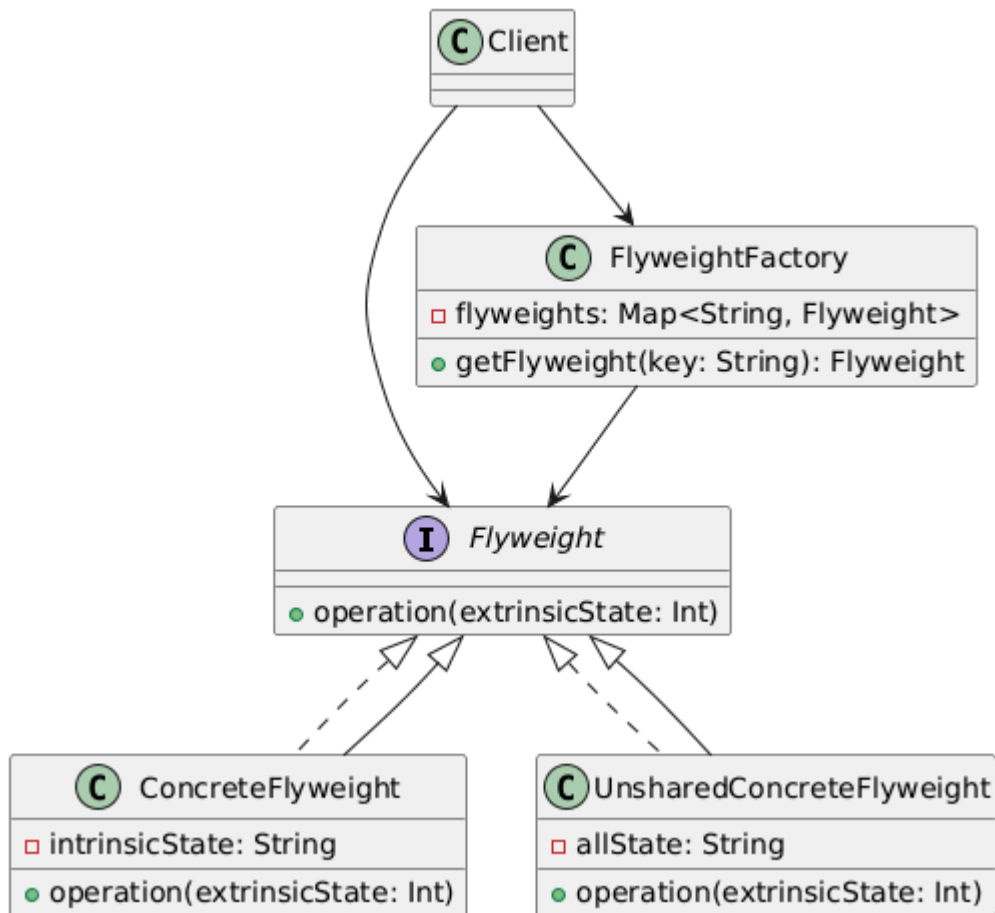 C Client
C FlyweightFactory
flyweights: Map<String, Flyweight>
getFlyweight(key: String): Flyweight
I Flyweight
operation(extrinsicState: Int)
C ConcreteFlyweight
intrinsicState: String
operation(extrinsicState: Int)
C UnsharedConcreteFlyweight
allState: String
operation(extrinsicState: Int)